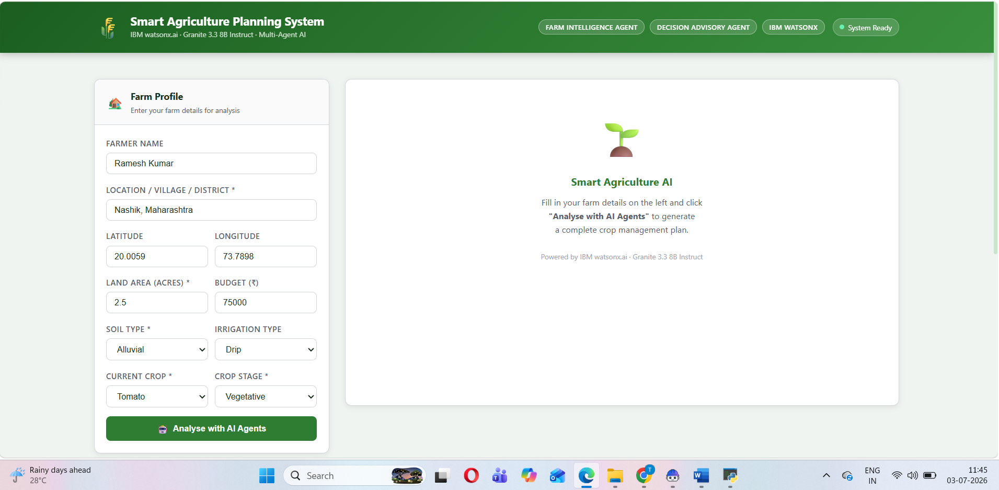 Smart Agriculture Planning System
IBM watsonx.ai · Granite 3.3 8B Instruct · Multi-Agent AI
FARM INTELLIGENCE AGENT
DECISION ADVISORY AGENT
IBM WATSONX
System Ready
Farm Profile
Enter your farm details for analysis
FARMER NAME
Ramesh Kumar
LOCATION / VILLAGE / DISTRICT *
Nashik, Maharashtra
LATITUDE LONGITUDE
20.0059 73.7898
LAND AREA (ACRES) * BUDGET (₹)
2.5 75000
SOIL TYPE * IRRIGATION TYPE
Alluvial Drip
CURRENT CROP * CROP STAGE *
Tomato Vegetative
Analyse with AI Agents
Smart Agriculture AI
Fill in your farm details on the left and click
"Analyse with AI Agents" to generate
a complete crop management plan.
Powered by IBM watsonx.ai · Granite 3.3 8B Instruct
Rainy days ahead
28°C
Search
T
ENG
IN
11:45
03-07-2026